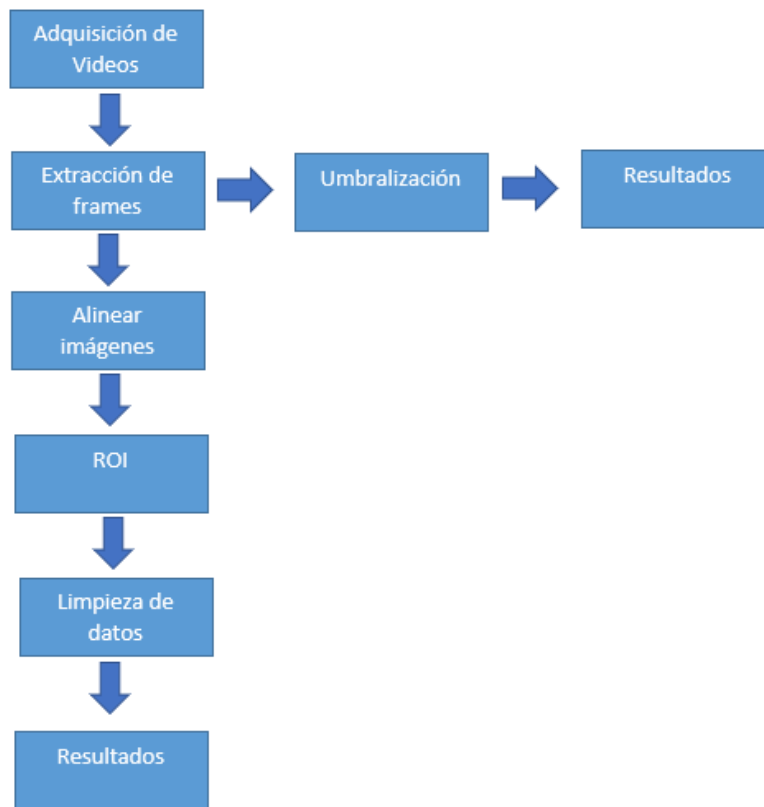 Adquisición de
Videos
Extracción de
frames
Umbralización
Resultados
Alinear
imágenes
ROI
Limpieza de
datos
Resultados